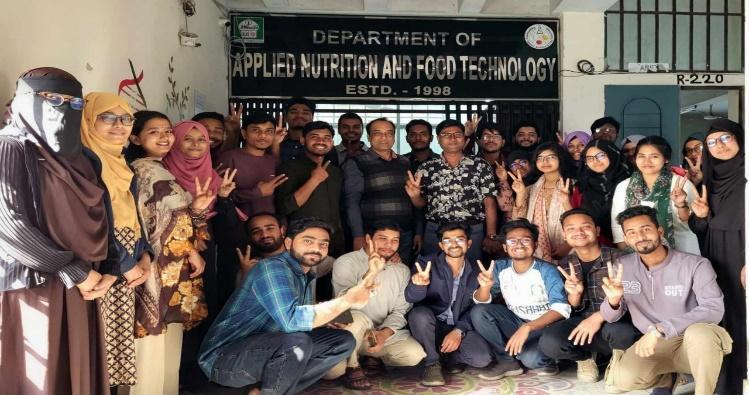 DEPARTMENT OF
APPLIED NUTRITION AND FOOD TECHNOLOGY
ESTD. - 1998
R-220